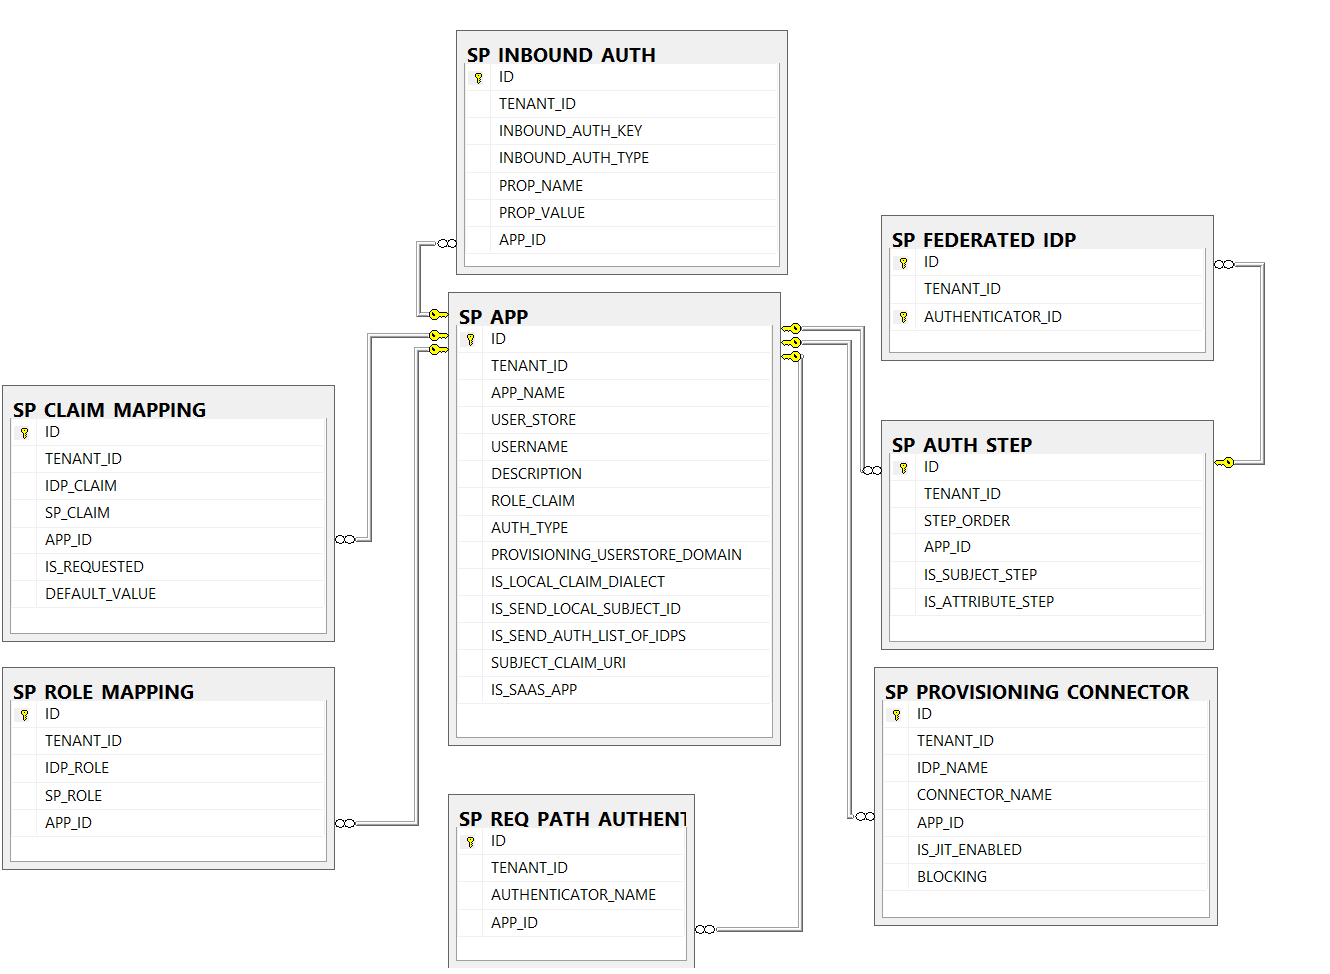 SP_INBOUND_AUTH
ID
TENANT_ID
INBOUND_AUTH_KEY
INBOUND_AUTH_TYPE
PROP_NAME
PROP_VALUE
APP_ID
SP_FEDERATED_IDP
ID
TENANT_ID
AUTHENTICATOR_ID
SP_APP
ID
TENANT_ID
APP_NAME
USER_STORE
USERNAME
DESCRIPTION
ROLE_CLAIM
AUTH_TYPE
PROVISIONING_USERSTORE_DOMAIN
IS_LOCAL_CLAIM_DIALECT
IS_SEND_LOCAL_SUBJECT_ID
IS_SEND_AUTH_LIST_OF_IDPS
SUBJECT_CLAIM_URI
IS_SAAS_APP
SP_CLAIM_MAPPING
ID
TENANT_ID
IDP_CLAIM
SP_CLAIM
APP_ID
IS_REQUESTED
DEFAULT_VALUE
SP_AUTH_STEP
ID
TENANT_ID
STEP_ORDER
APP_ID
IS_SUBJECT_STEP
IS_ATTRIBUTE_STEP
SP_ROLE_MAPPING
ID
TENANT_ID
IDP_ROLE
SP_ROLE
APP_ID
SP_PROVISIONING_CONNECTOR
ID
TENANT_ID
IDP_NAME
CONNECTOR_NAME
APP_ID
IS_JIT_ENABLED
BLOCKING
SP_REQ_PATH_AUTHENT
ID
TENANT_ID
AUTHENTICATOR_NAME
APP_ID